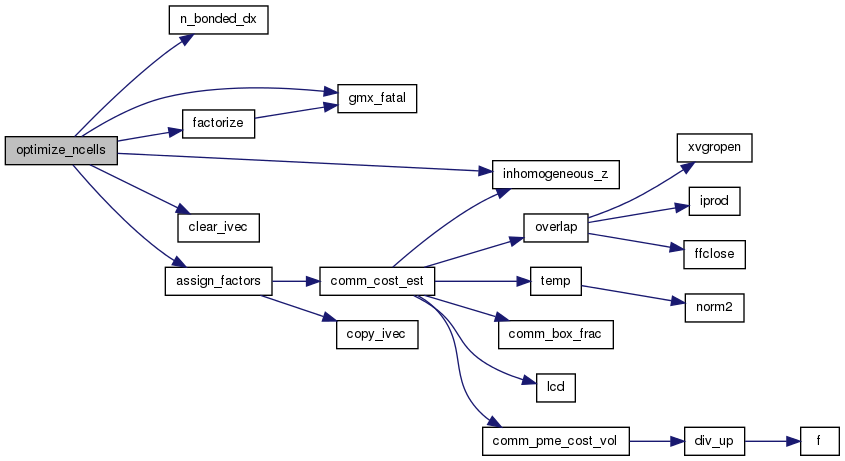 n_bonded_dx
gmx_fatal
factorize
optimize_ncells
xvgropen
inhomogeneous_z
iprod
clear_ivec
overlap
ffclose
assign_factors
comm_cost_est
temp
norm2
copy_ivec
comm_box_frac
lcd
comm_pme_cost_vol
div_up
f